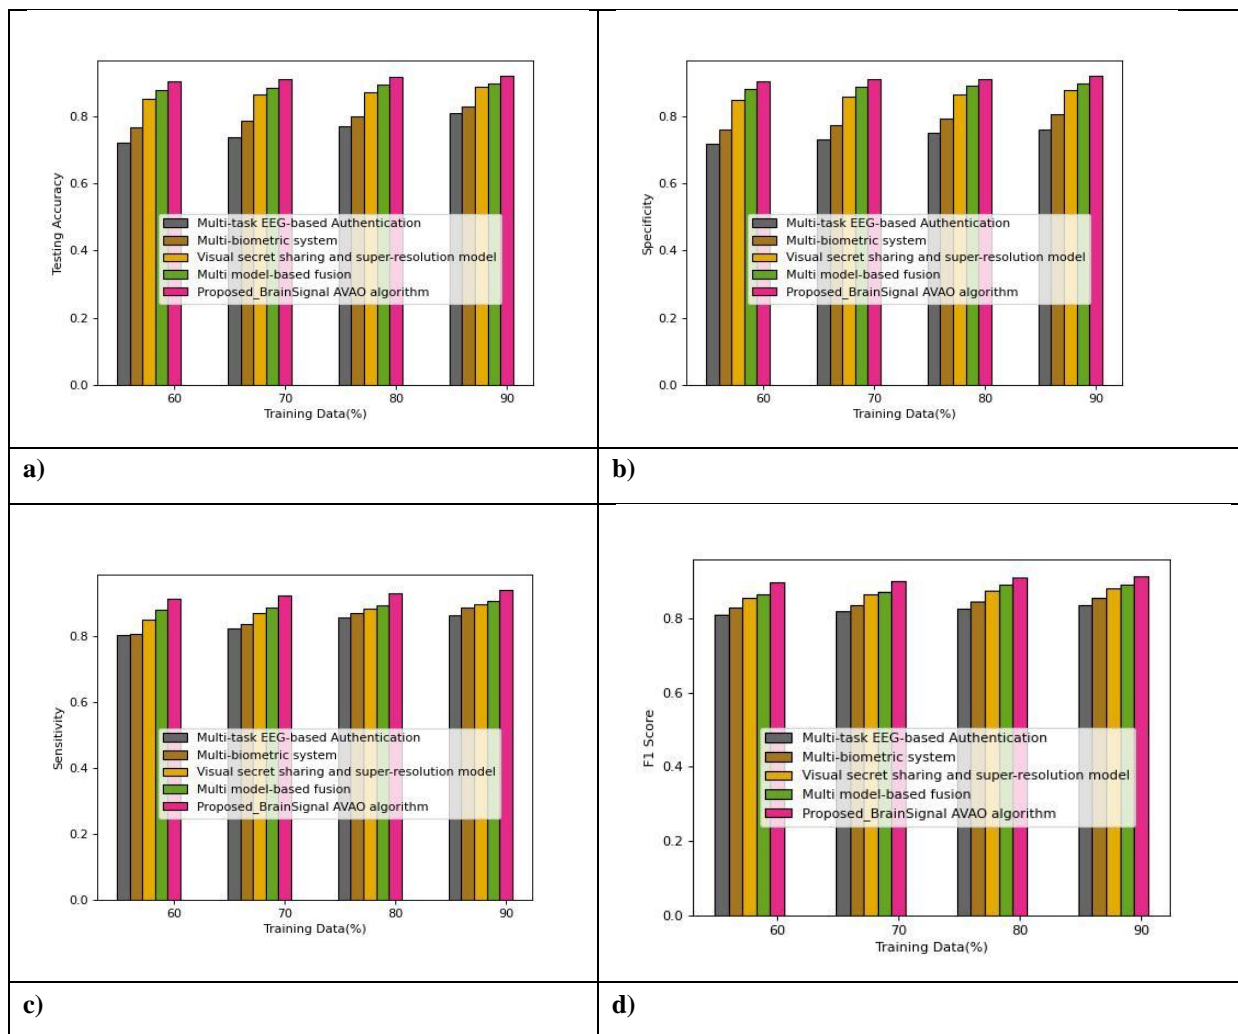 0.8
0.6
0.4
0.2
0.0
Testing Accuracy
Multi-task EEG-based Authentication
Multi-biometric system
Visual secret sharing and super-resolution model
Multi model-based fusion
Proposed_BrainSignal AVAO algorithm
60 70 80 90
Training Data(%)
a)
0.8
0.6
0.4
0.2
0.0
Specificity
Multi-task EEG-based Authentication
Multi-biometric system
Visual secret sharing and super-resolution model
Multi model-based fusion
Proposed_BrainSignal AVAO algorithm
60 70 80 90
Training Data(%)
b)
0.8
0.6
0.4
0.2
0.0
Sensitivity
Multi-task EEG-based Authentication
Multi-biometric system
Visual secret sharing and super-resolution model
Multi model-based fusion
Proposed_BrainSignal AVAO algorithm
60 70 80 90
Training Data(%)
c)
0.8
0.6
0.4
0.2
0.0
F1 Score
Multi-task EEG-based Authentication
Multi-biometric system
Visual secret sharing and super-resolution model
Multi model-based fusion
Proposed_BrainSignal AVAO algorithm
60 70 80 90
Training Data(%)
d)